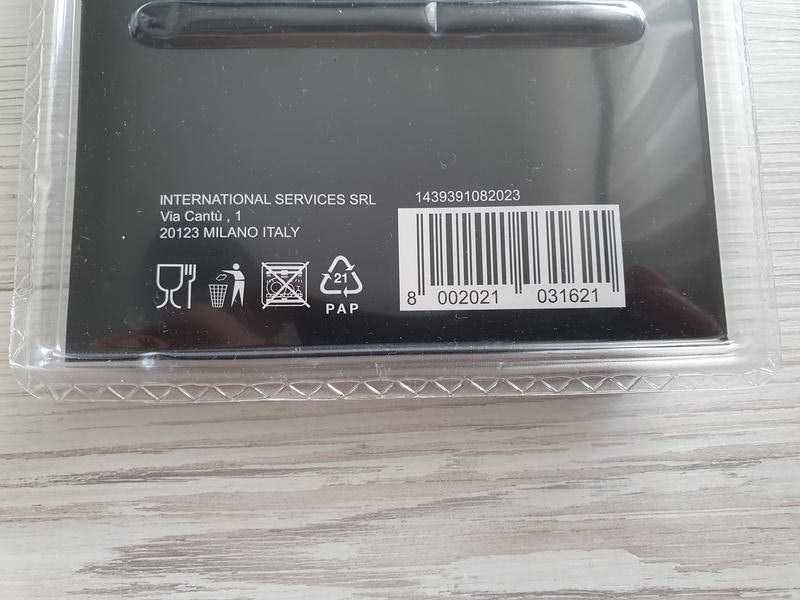 INTERNATIONAL SERVICES SRL
Via Cantù , 1
20123 MILANO ITALY
1439391082023
8 002021 031621
21
PAP